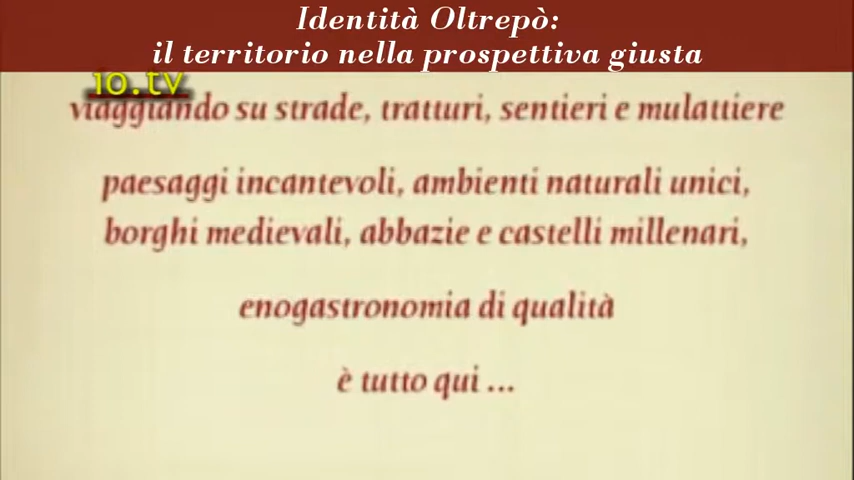 Identità Oltrepò:
il territorio nella prospettiva giusta
io.tv
viaggiando su strade, tratturi, sentieri e mulattiere
paesaggi incantevoli, ambienti naturali unici,
borghi medievali, abbazie e castelli millenari,
enogastronomia di qualità
è tutto qui ...